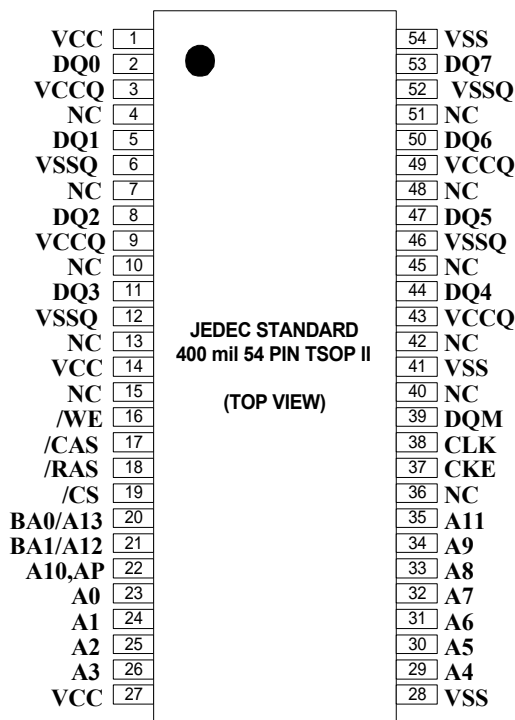 VCC 1 54 VSS
DQ0 2 53 DQ7
VCCQ 3 52 VSSQ
NC 4 51 NC
DQ1 5 50 DQ6
VSSQ 6 49 VCCQ
NC 7 48 NC
DQ2 8 47 DQ5
VCCQ 9 46 VSSQ
NC 10 45 NC
DQ3 11 44 DQ4
VSSQ 12 43 VCCQ
NC 13 42 NC
JEDEC STANDARD
400 mil 54 PIN TSOP II
VCC 14 41 VSS
NC 15 40 NC
(TOP VIEW)
/WE 16 39 DQM
/CAS 17 38 CLK
/RAS 18 37 CKE
/CS 19 36 NC
BA0/A13 20 35 A11
BA1/A12 21 34 A9
A10,AP 22 33 A8
A0 23 32 A7
A1 24 31 A6
A2 25 30 A5
A3 26 29 A4
VCC 27 28 VSS